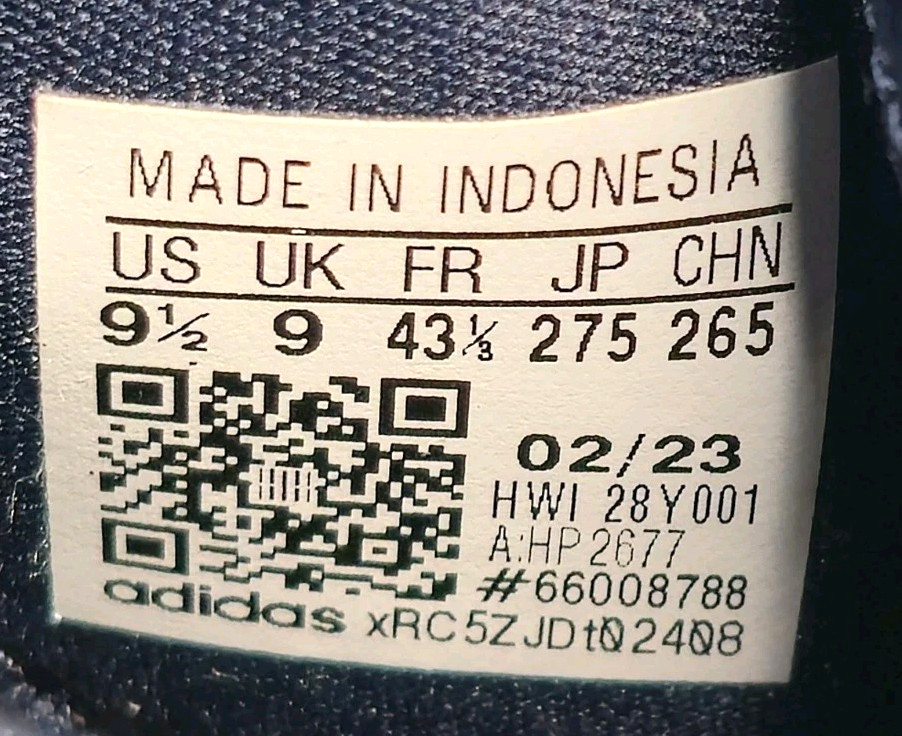 MADE IN INDONESIA
US UK FR JP CHN
9½ 9 43⅓ 275 265
02/23
HWI 28Y001
A:HP2677
#66008788
adidas xRC5ZJDt02408